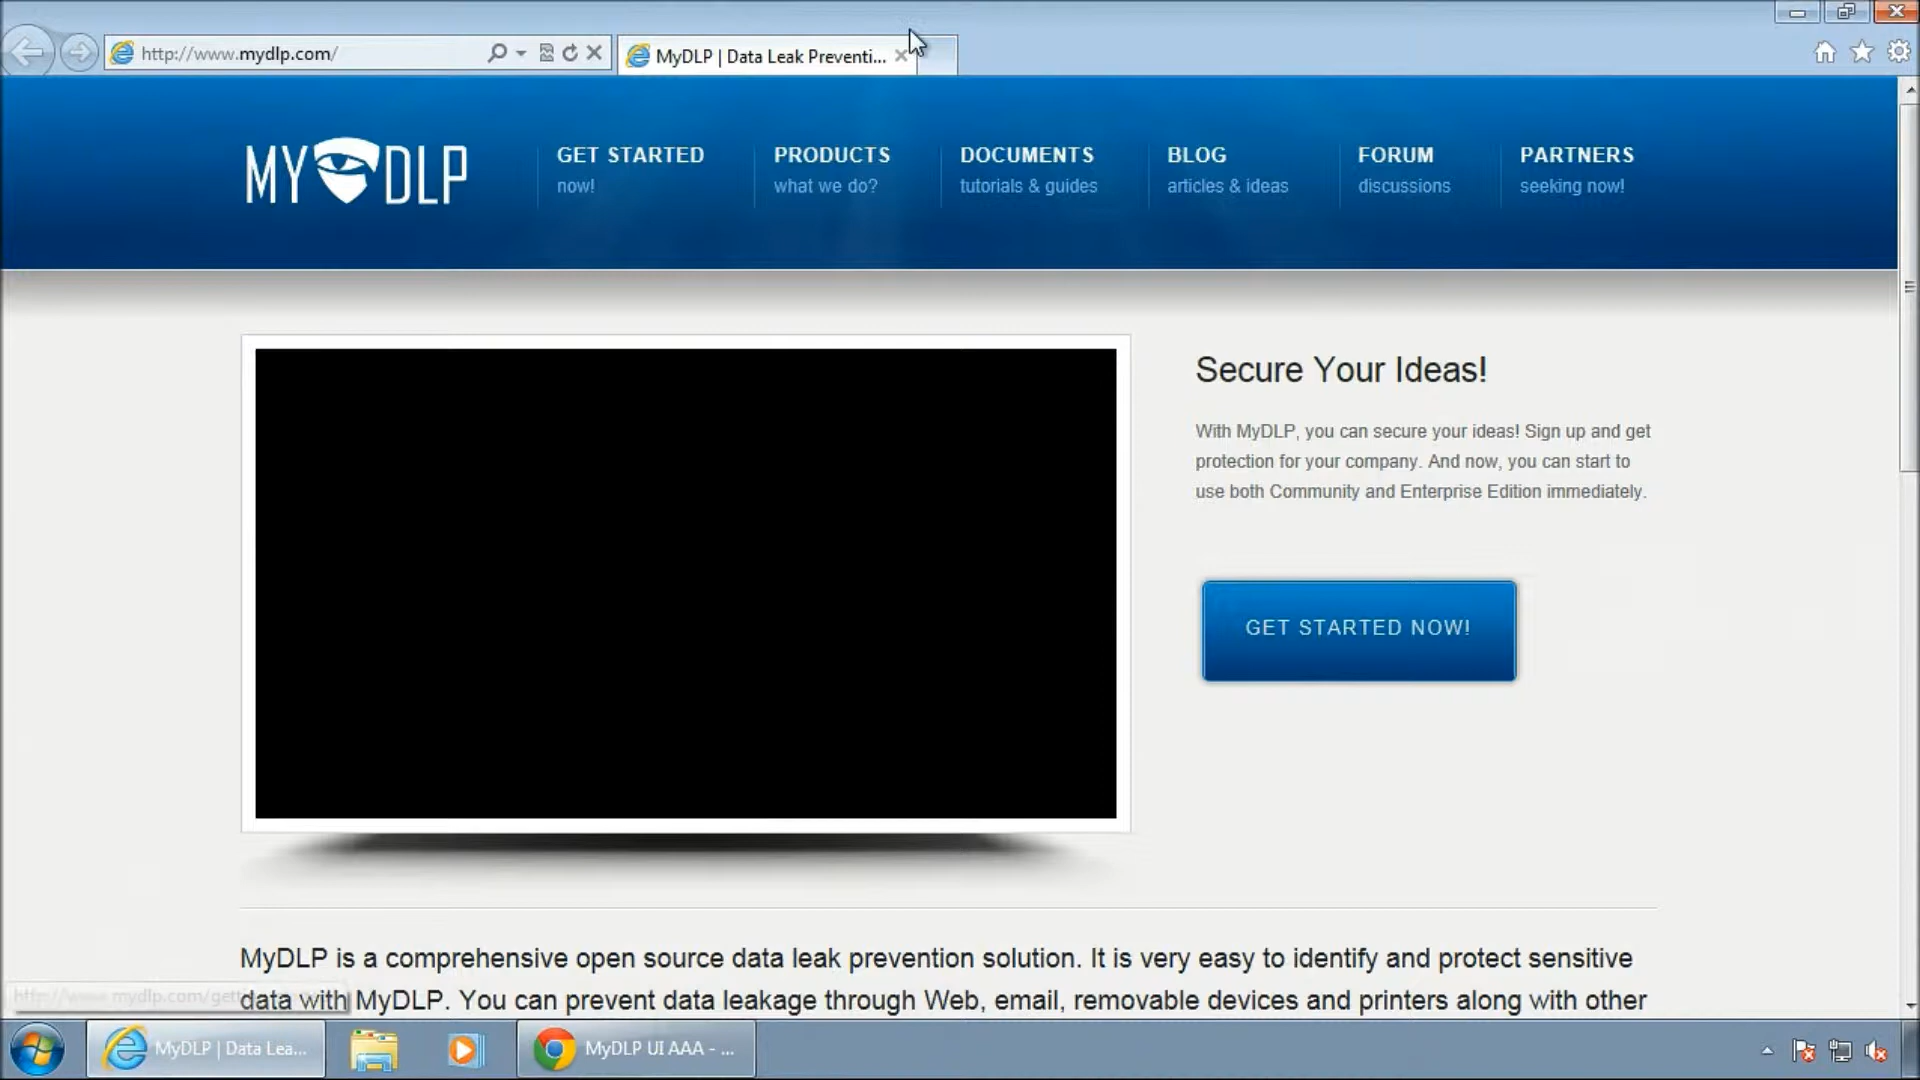 http://www.mydlp.com/
MyDLP | Data Leak Preventi...
MY DLP
GET STARTED
now!
PRODUCTS
what we do?
DOCUMENTS
tutorials & guides
BLOG
articles & ideas
FORUM
discussions
PARTNERS
seeking now!
Secure Your Ideas!
With MyDLP, you can secure your ideas! Sign up and get
protection for your company. And now, you can start to
use both Community and Enterprise Edition immediately.
GET STARTED NOW!
MyDLP is a comprehensive open source data leak prevention solution. It is very easy to identify and protect sensitive
data with MyDLP. You can prevent data leakage through Web, email, removable devices and printers along with other
MyDLP | Data Lea...
MyDLP UI AAA - ...